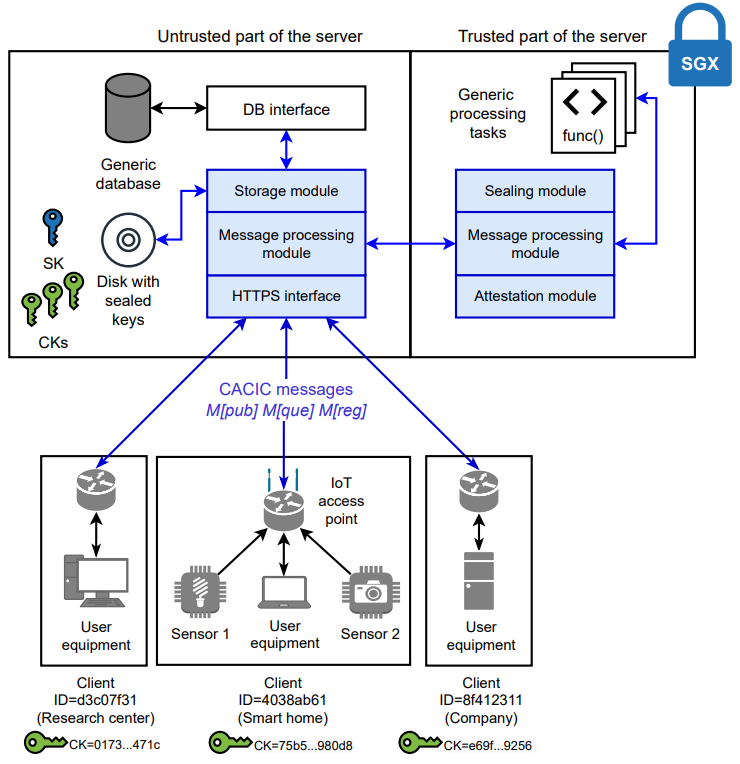 Untrusted part of the server
Trusted part of the server
SGX
DB interface
Generic
processing
tasks
func()
Generic
database
Storage module
Message processing
module
HTTPS interface
Sealing module
Message processing
module
Attestation module
SK
CKs
Disk with
sealed
keys
CACIC messages
M[pub] M[que] M[reg]
User
equipment
IoT
access
point
Sensor 1
User
equipment
Sensor 2
User
equipment
Client
ID=d3c07f31
(Research center)
CK=0173...471c
Client
ID=4038ab61
(Smart home)
CK=75b5...980d8
Client
ID=8f412311
(Company)
CK=e69f...9256